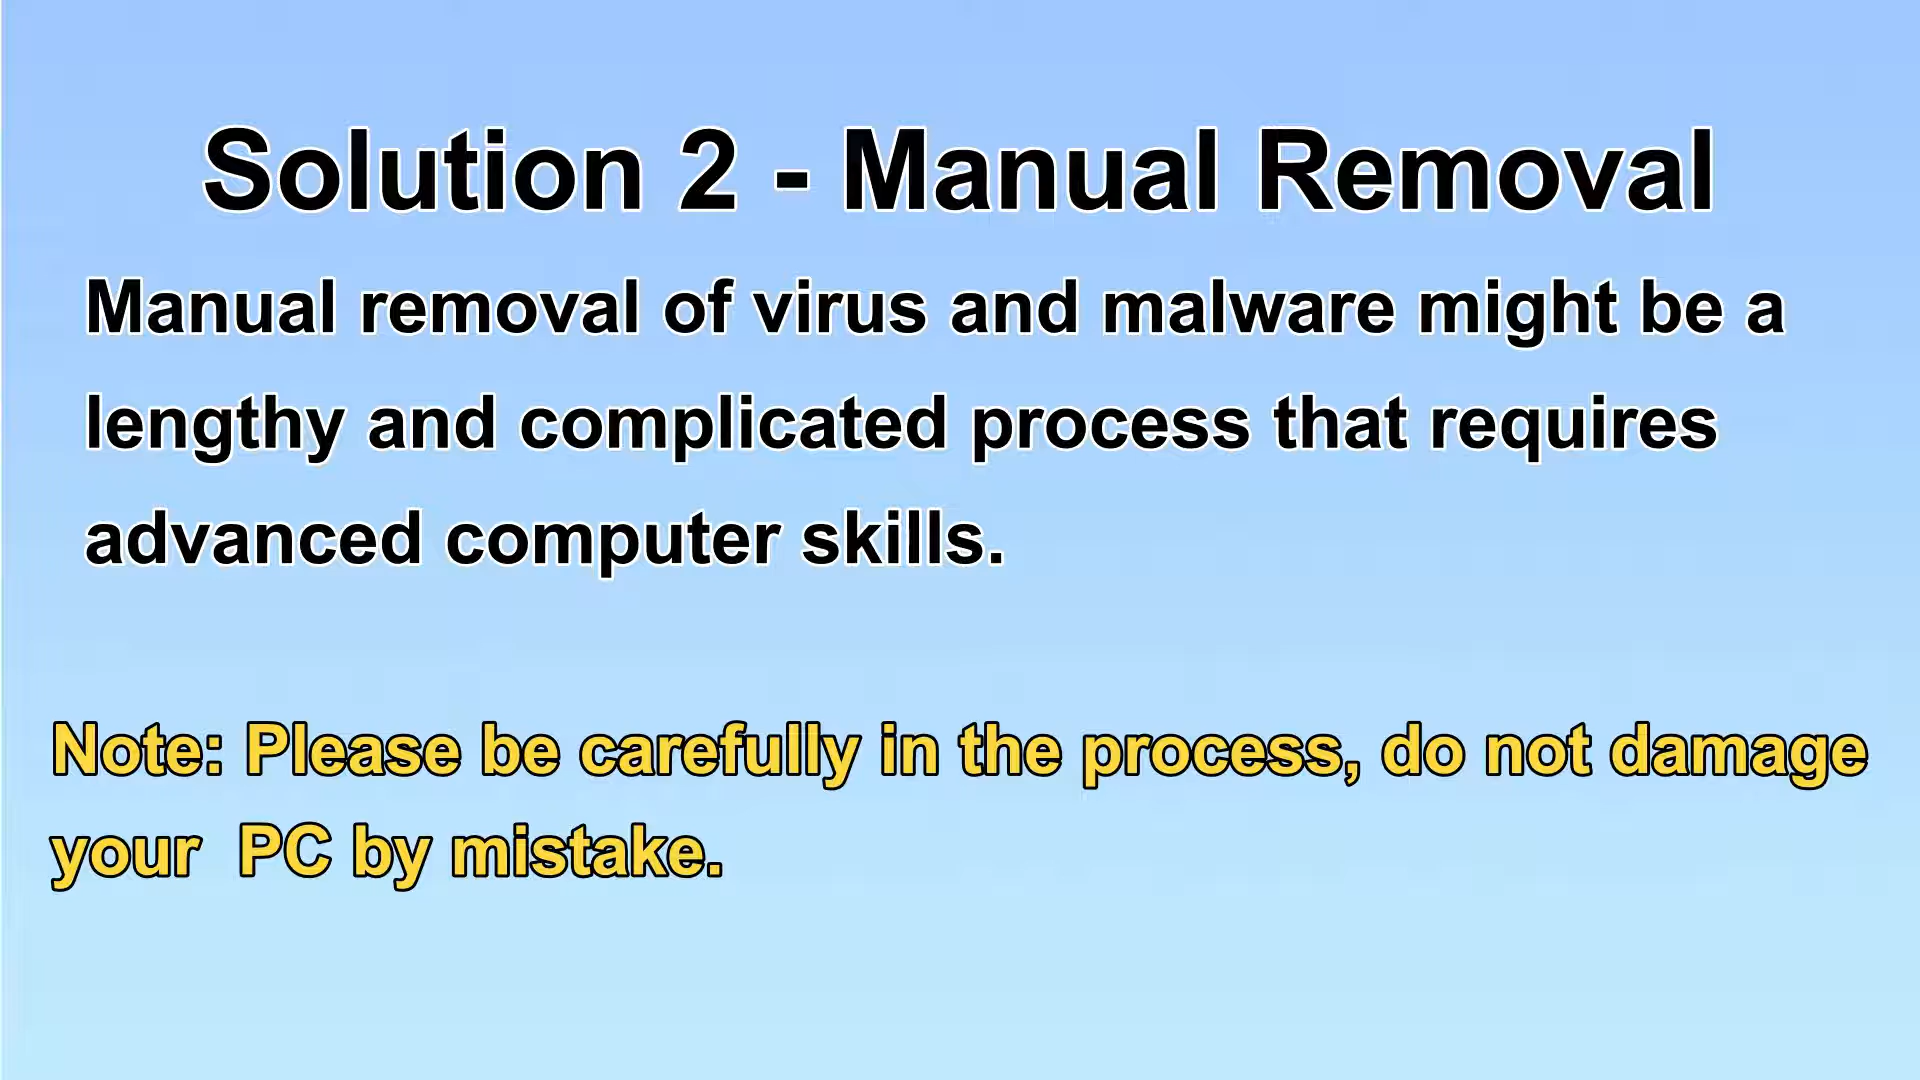 Solution 2 - Manual Removal
Manual removal of virus and malware might be a
lengthy and complicated process that requires
advanced computer skills.
Note: Please be carefully in the process, do not damage
your  PC by mistake.